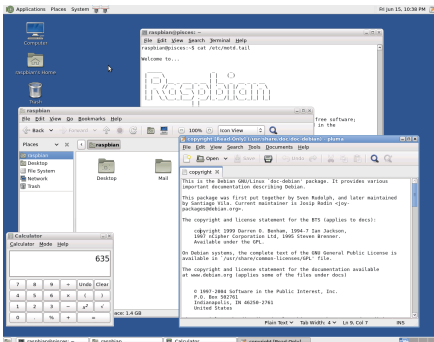 Applications Places System
Fri Jun 15, 10:38 PM
Computer
raspbian's Home
Trash
raspbian@pisces: ~
File Edit View Search Terminal Help
raspbian@pisces:~$ cat /etc/motd.tail
Welcome to...
free software;
in the
raspbian
File Edit View Go Bookmarks Help
Back Forward 100% Icon View
Places raspbian
raspbian
Desktop
File System
Network
Trash
Desktop
Mail
ace: 1.4 GB
Calculator
Calculator Mode Help
635
7 8 9 ÷ Undo Clear
4 5 6 × ( )
1 2 3 − x² √
0 . % + =
copyright [Read-Only] (/usr/share/doc/doc-debian) - pluma
File Edit View Search Tools Documents Help
Open Save Undo
copyright
This is the Debian GNU/Linux `doc-debian' package. It provides various
important documentation describing Debian.
This package was first put together by Sven Rudolph, and later maintained
by Santiago Vila. Current maintainer is Josip Rodin <joy-
packages@debian.org>.
The copyright and license statement for the BTS (applies to docs):
copyright 1999 Darren O. Benham, 1994-7 Ian Jackson,
1997 nCipher Corporation Ltd, 1995 Steven Brenner.
Available under the GPL.
On Debian systems, the complete text of the GNU General Public License is
available in `/usr/share/common-licenses/GPL' file.
The copyright and license statement for the documentation available
at www.debian.org (applies some of the files under docs)
© 1997-2004 Software in the Public Interest, Inc.
P.O. Box 502761
Indianapolis, IN 46250-2761
United States
Plain Text Tab Width: 4 Ln 9, Col 7 INS
raspbian@pisces: ~ raspbian Calculator copyright [Read-Only]